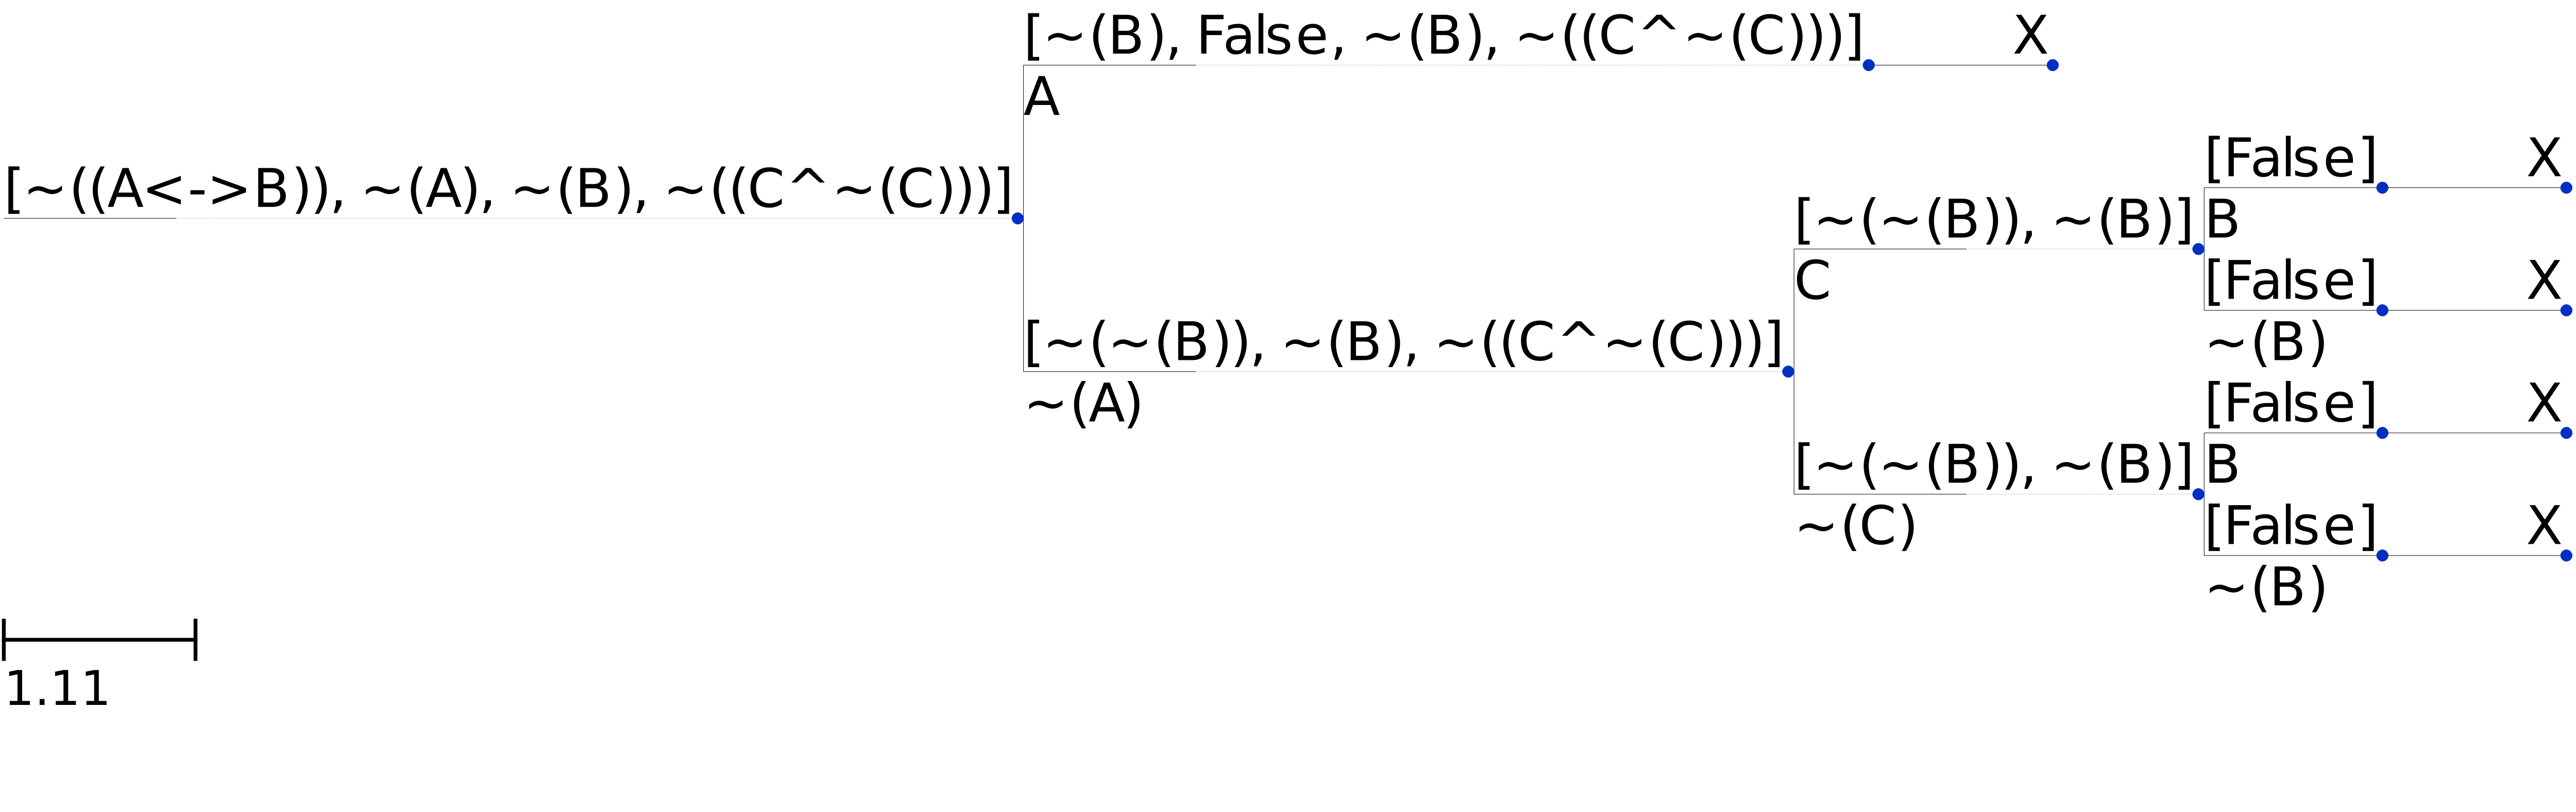 [~(B), False, ~(B), ~((C^~(C)))]
X
A
[~((A<->B)), ~(A), ~(B), ~((C^~(C)))]
[False]
X
[~(~(B)), ~(B)]
B
C
[False]
X
[~(~(B)), ~(B), ~((C^~(C)))]
~(B)
~(A)
[False]
X
[~(~(B)), ~(B)]
B
~(C)
[False]
X
~(B)
1.11